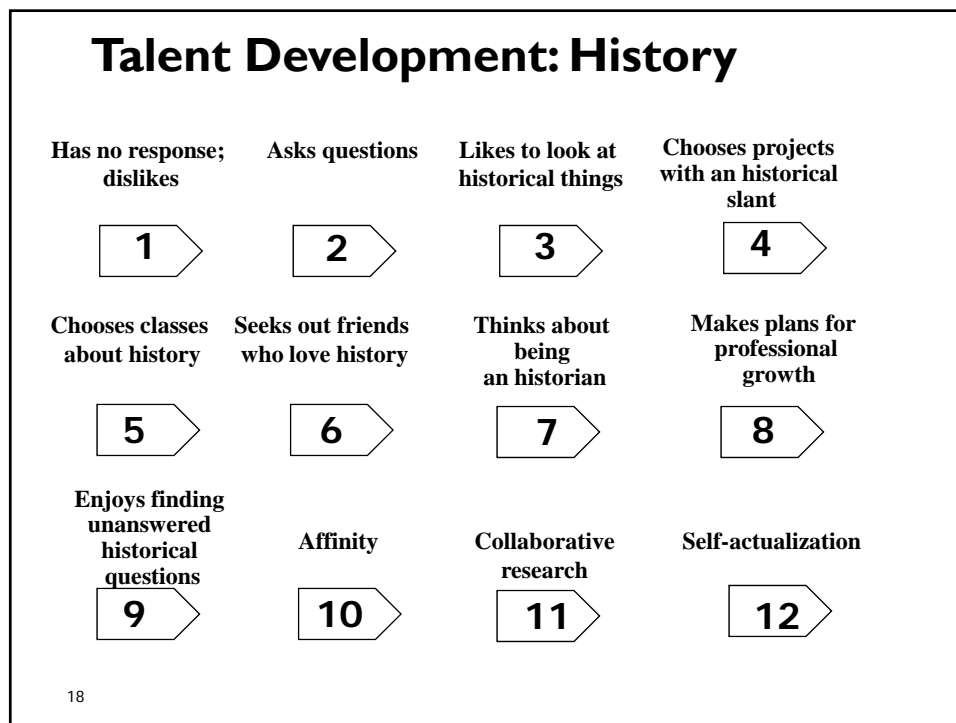 Talent Development: History
Has no response;
dislikes
Asks questions
Likes to look at
historical things
Chooses projects
with an historical
slant
1
2
3
4
Chooses classes
about history
Seeks out friends
who love history
Thinks about
being
an historian
Makes plans for
professional
growth
5
6
7
8
Enjoys finding
unanswered
historical
questions
Affinity
Collaborative
research
Self-actualization
9
10
11
12
18